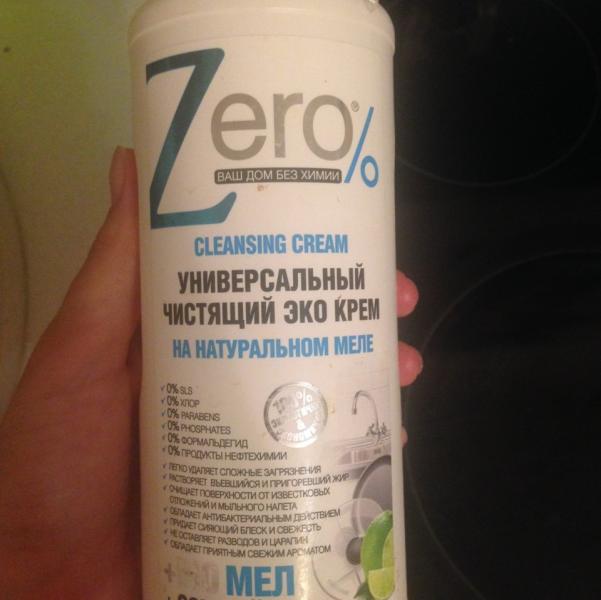 Zero%®
ВАШ ДОМ БЕЗ ХИМИИ
CLEANSING CREAM
УНИВЕРСАЛЬНЫЙ
ЧИСТЯЩИЙ ЭКО КРЕМ
НА НАТУРАЛЬНОМ МЕЛЕ
✓ 0% SLS
✓ 0% ХЛОР
✓ 0% PARABENS
✓ 0% PHOSPHATES
✓ 0% ФОРМАЛЬДЕГИД
✓ 0% ПРОДУКТЫ НЕФТЕХИМИИ
✓ ЛЕГКО УДАЛЯЕТ СЛОЖНЫЕ ЗАГРЯЗНЕНИЯ
✓ РАСТВОРЯЕТ ВЪЕВШИЙСЯ И ПРИГОРЕВШИЙ ЖИР
✓ ОЧИЩАЕТ ПОВЕРХНОСТИ ОТ ИЗВЕСТКОВЫХ
ОТЛОЖЕНИЙ И МЫЛЬНОГО НАЛЕТА
✓ ОБЛАДАЕТ АНТИБАКТЕРИАЛЬНЫМ ДЕЙСТВИЕМ
✓ ПРИДАЕТ СИЯЮЩИЙ БЛЕСК И СВЕЖЕСТЬ
✓ НЕ ОСТАВЛЯЕТ РАЗВОДОВ И ЦАРАПИН
✓ ОБЛАДАЕТ ПРИЯТНЫМ СВЕЖИМ АРОМАТОМ
МЕЛ